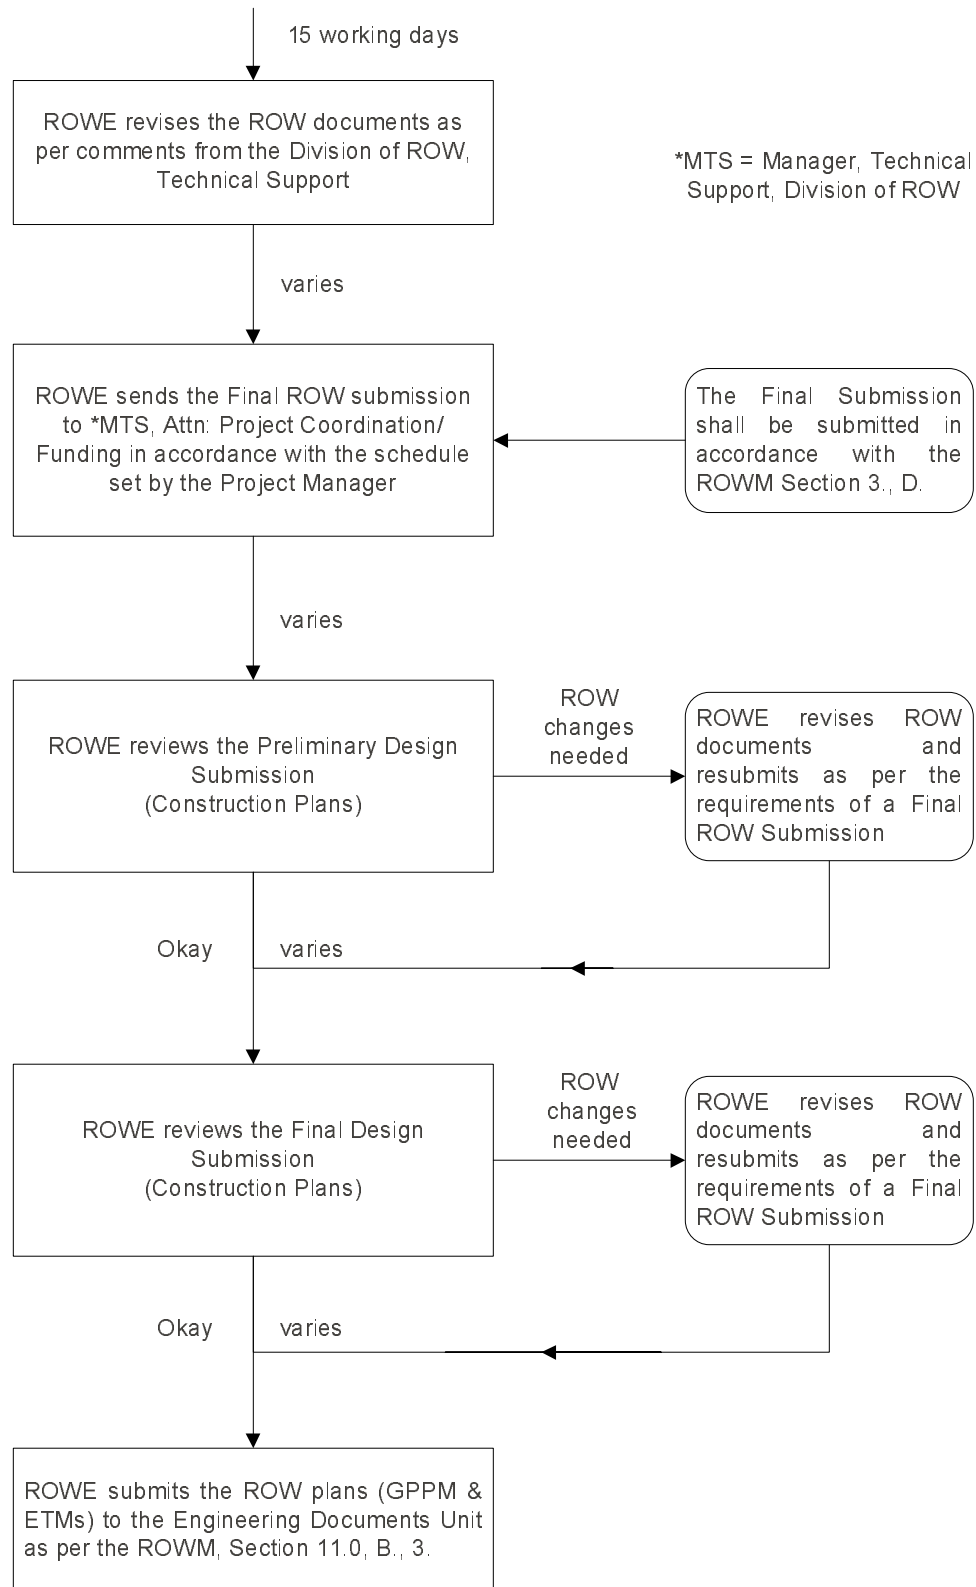 15 working days
ROWE revises the ROW documents as
per comments from the Division of ROW,
Technical Support
*MTS = Manager, Technical
Support, Division of ROW
varies
ROWE sends the Final ROW submission
to *MTS, Attn: Project Coordination/
Funding in accordance with the schedule
set by the Project Manager
The Final Submission
shall be submitted in
accordance with the
ROWM Section 3., D.
varies
ROWE reviews the Preliminary Design
Submission
(Construction Plans)
ROW
changes
needed
ROWE revises ROW
documents and
resubmits as per the
requirements of a Final
ROW Submission
Okay
varies
ROWE reviews the Final Design
Submission
(Construction Plans)
ROW
changes
needed
ROWE revises ROW
documents and
resubmits as per the
requirements of a Final
ROW Submission
Okay
varies
ROWE submits the ROW plans (GPPM &
ETMs) to the Engineering Documents Unit
as per the ROWM, Section 11.0, B., 3.